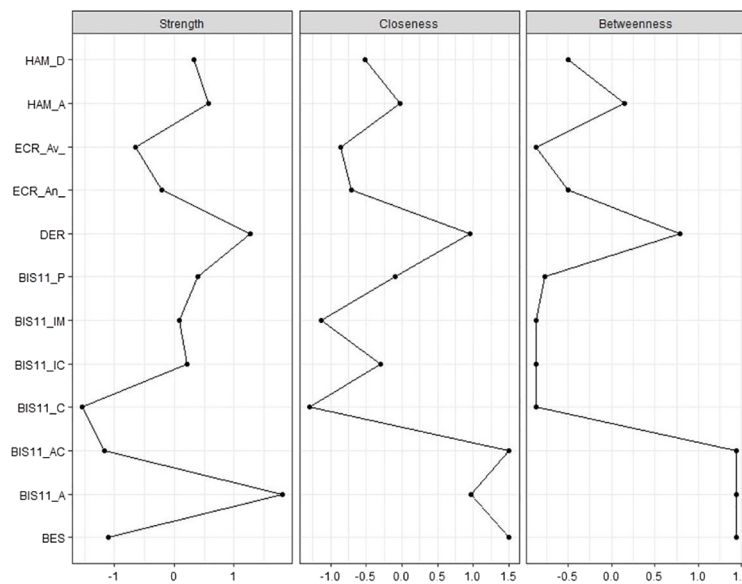 Strength Closeness Betweenness
HAM_D
HAM_A
ECR_Av_
ECR_An_
DER
BIS11_P
BIS11_IM
BIS11_IC
BIS11_C
BIS11_AC
BIS11_A
BES
-1 0 1 -1.0 -0.5 0.0 0.5 1.0 1.5 -0.5 0.0 0.5 1.0 1.5